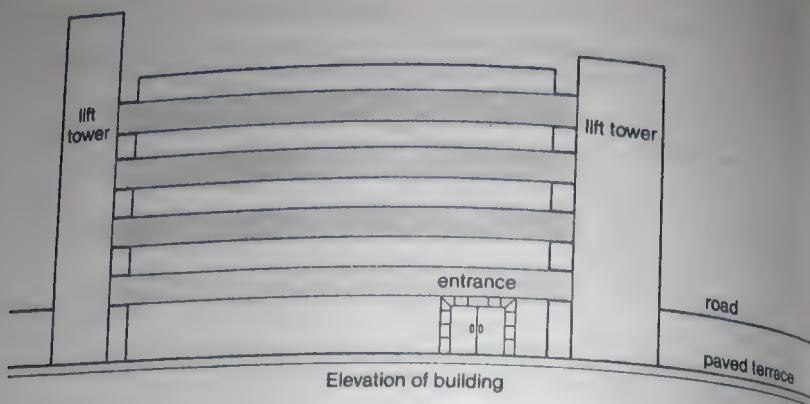 lift
tower
lift tower
entrance
road
paved terrace
Elevation of building